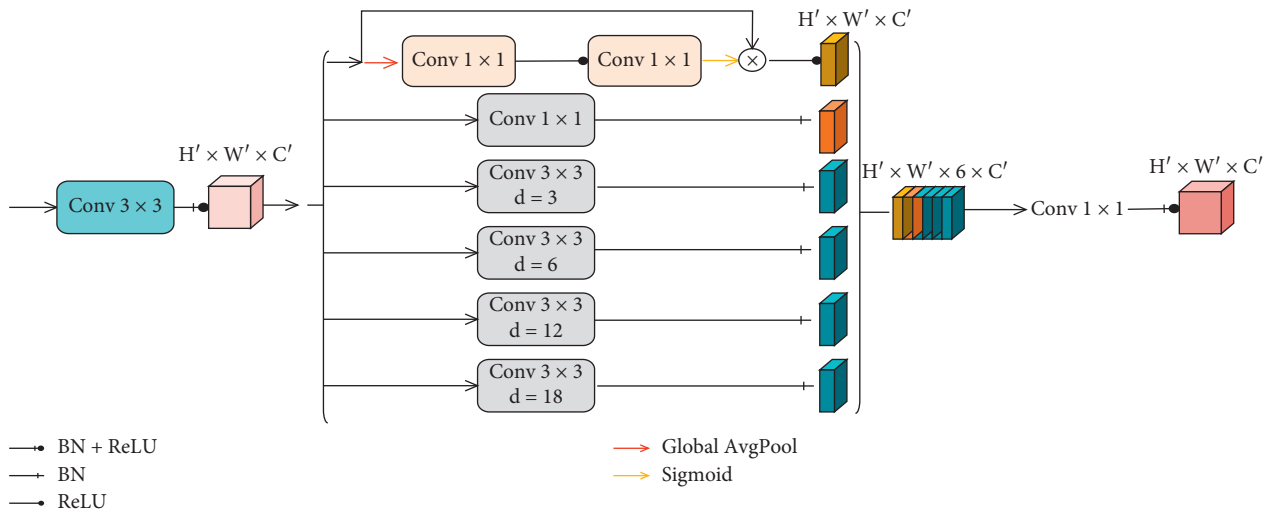 H′ × W′ × C′
Conv 1 × 1
Conv 1 × 1
×
Conv 1 × 1
H′ × W′ × C′
Conv 3 × 3
Conv 3 × 3
d = 3
H′ × W′ × 6 × C′
H′ × W′ × C′
Conv 1 × 1
Conv 3 × 3
d = 6
Conv 3 × 3
d = 12
Conv 3 × 3
d = 18
BN + ReLU
BN
ReLU
Global AvgPool
Sigmoid